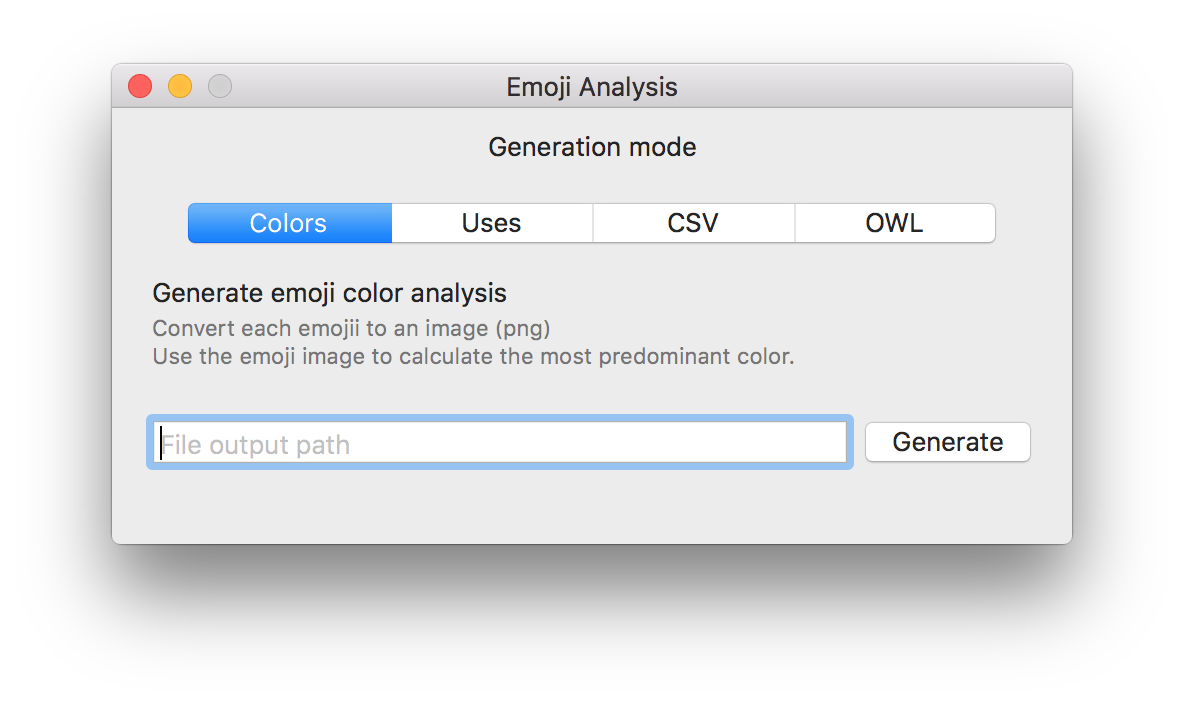 Emoji Analysis
Generation mode
Colors Uses CSV OWL
Generate emoji color analysis
Convert each emojii to an image (png)
Use the emoji image to calculate the most predominant color.
File output path Generate